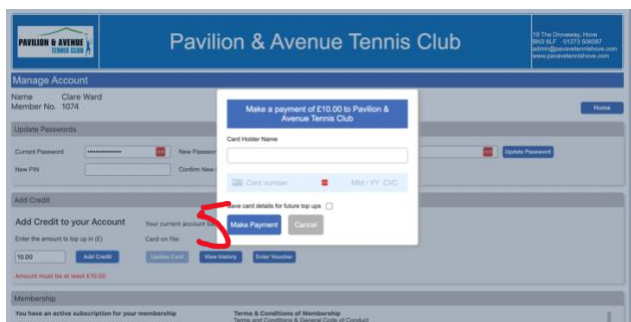 PAVILION & AVENUE
TENNIS CLUB
Pavilion & Avenue Tennis Club
19 The Droveway, Hove
BN3 6LF 01273 506087
admin@pavavetennishove.com
www.pavavetennishove.com
Manage Account
Name Clare Ward
Member No. 1074
Home
Make a payment of £10.00 to Pavilion &
Avenue Tennis Club
Update Passwords
Card Holder Name
Current Password
New Password
Update Password
New PIN
Confirm New
Card number
MM / YY CVC
Add Credit
Save card details for future top ups
Add Credit to your Account
Your current account
5
Make Payment
Cancel
Enter the amount to top up in (£)
Card on file:
10.00
Add Credit
Update Card
View History
Enter Voucher
Amount must be at least £10.00
Membership
You have an active subscription for your membership
Terms & Conditions of Membership
Terms and Conditions & General Code of Conduct